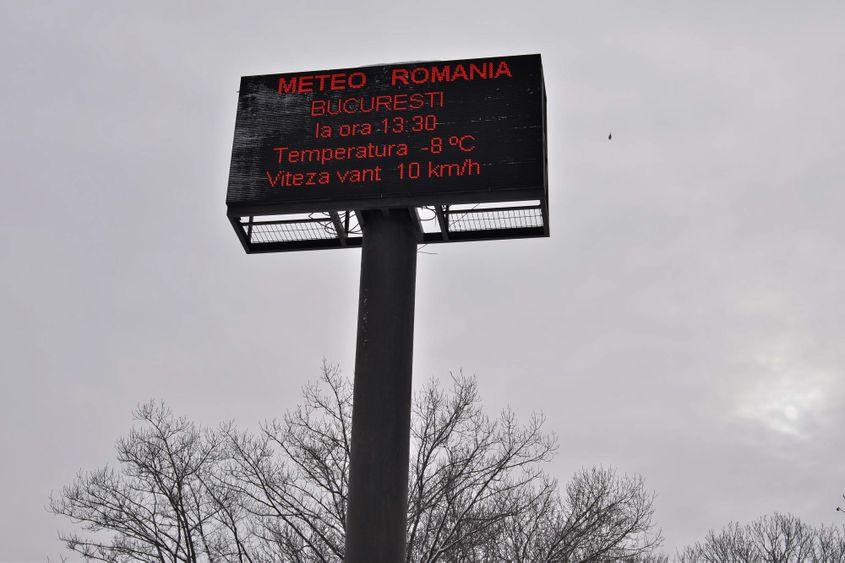 METEO ROMANIA
BUCURESTI
la ora 13:30
Temperatura -8 ºC
Viteza vant 10 km/h